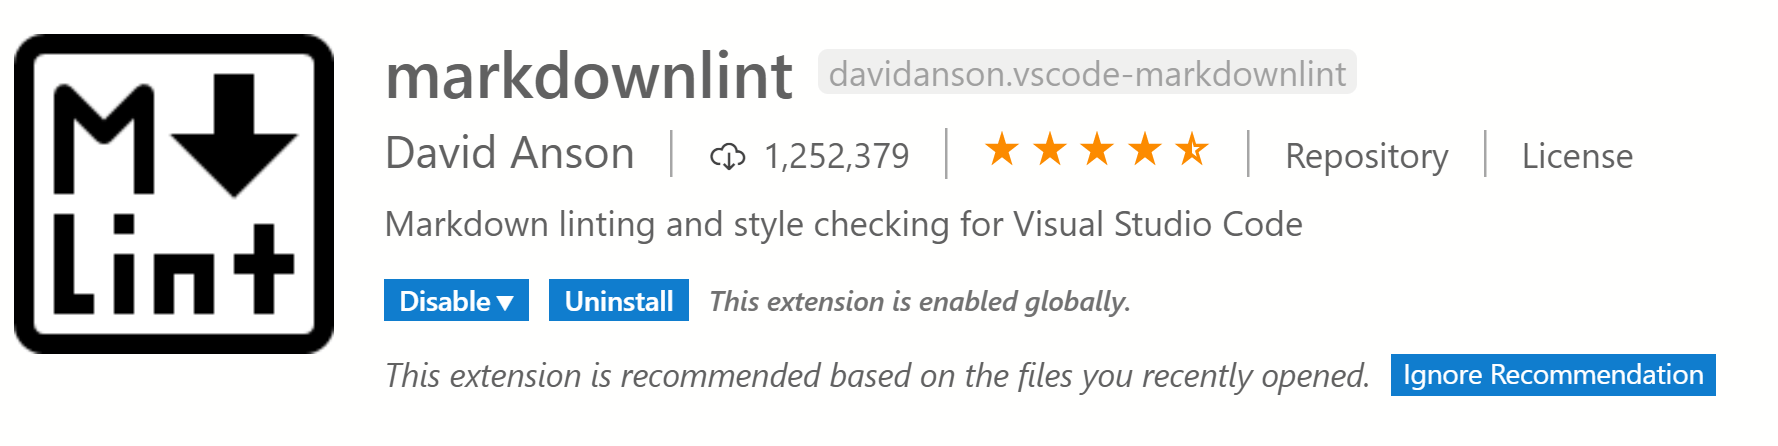 M
Lint
markdownlint davidanson.vscode-markdownlint
David Anson | 1,252,379 | Repository | License
Markdown linting and style checking for Visual Studio Code
Disable Uninstall This extension is enabled globally.
This extension is recommended based on the files you recently opened. Ignore Recommendation